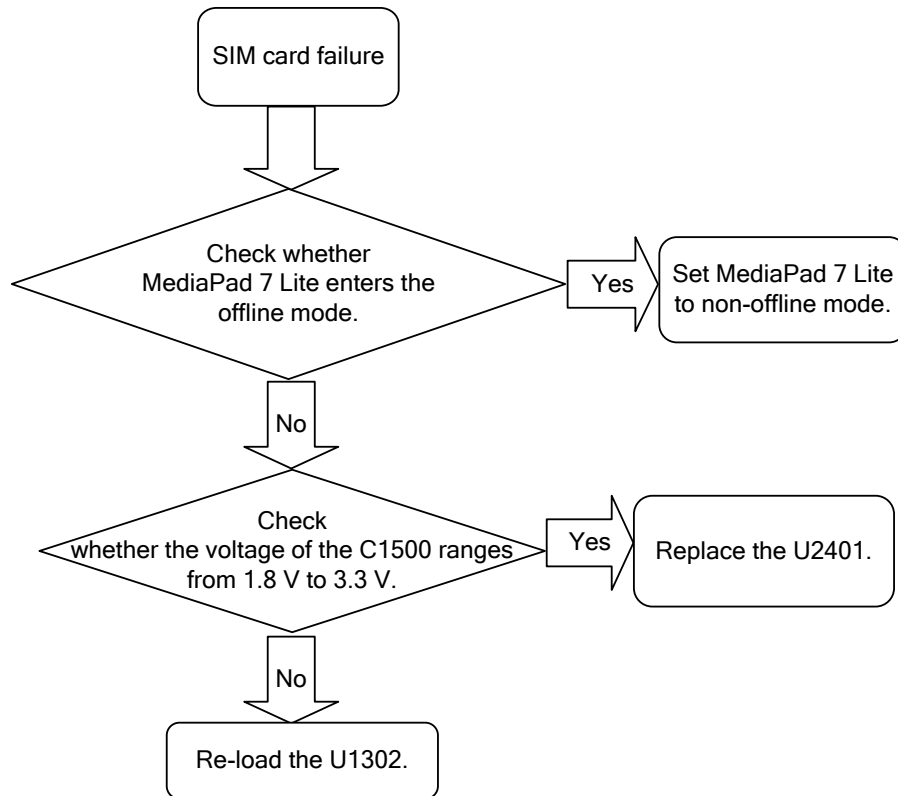 SIM card failure
Check whether
MediaPad 7 Lite enters the
offline mode.
Yes
Set MediaPad 7 Lite
to non-offline mode.
No
Check
whether the voltage of the C1500 ranges
from 1.8 V to 3.3 V.
Yes
Replace the U2401.
No
Re-load the U1302.